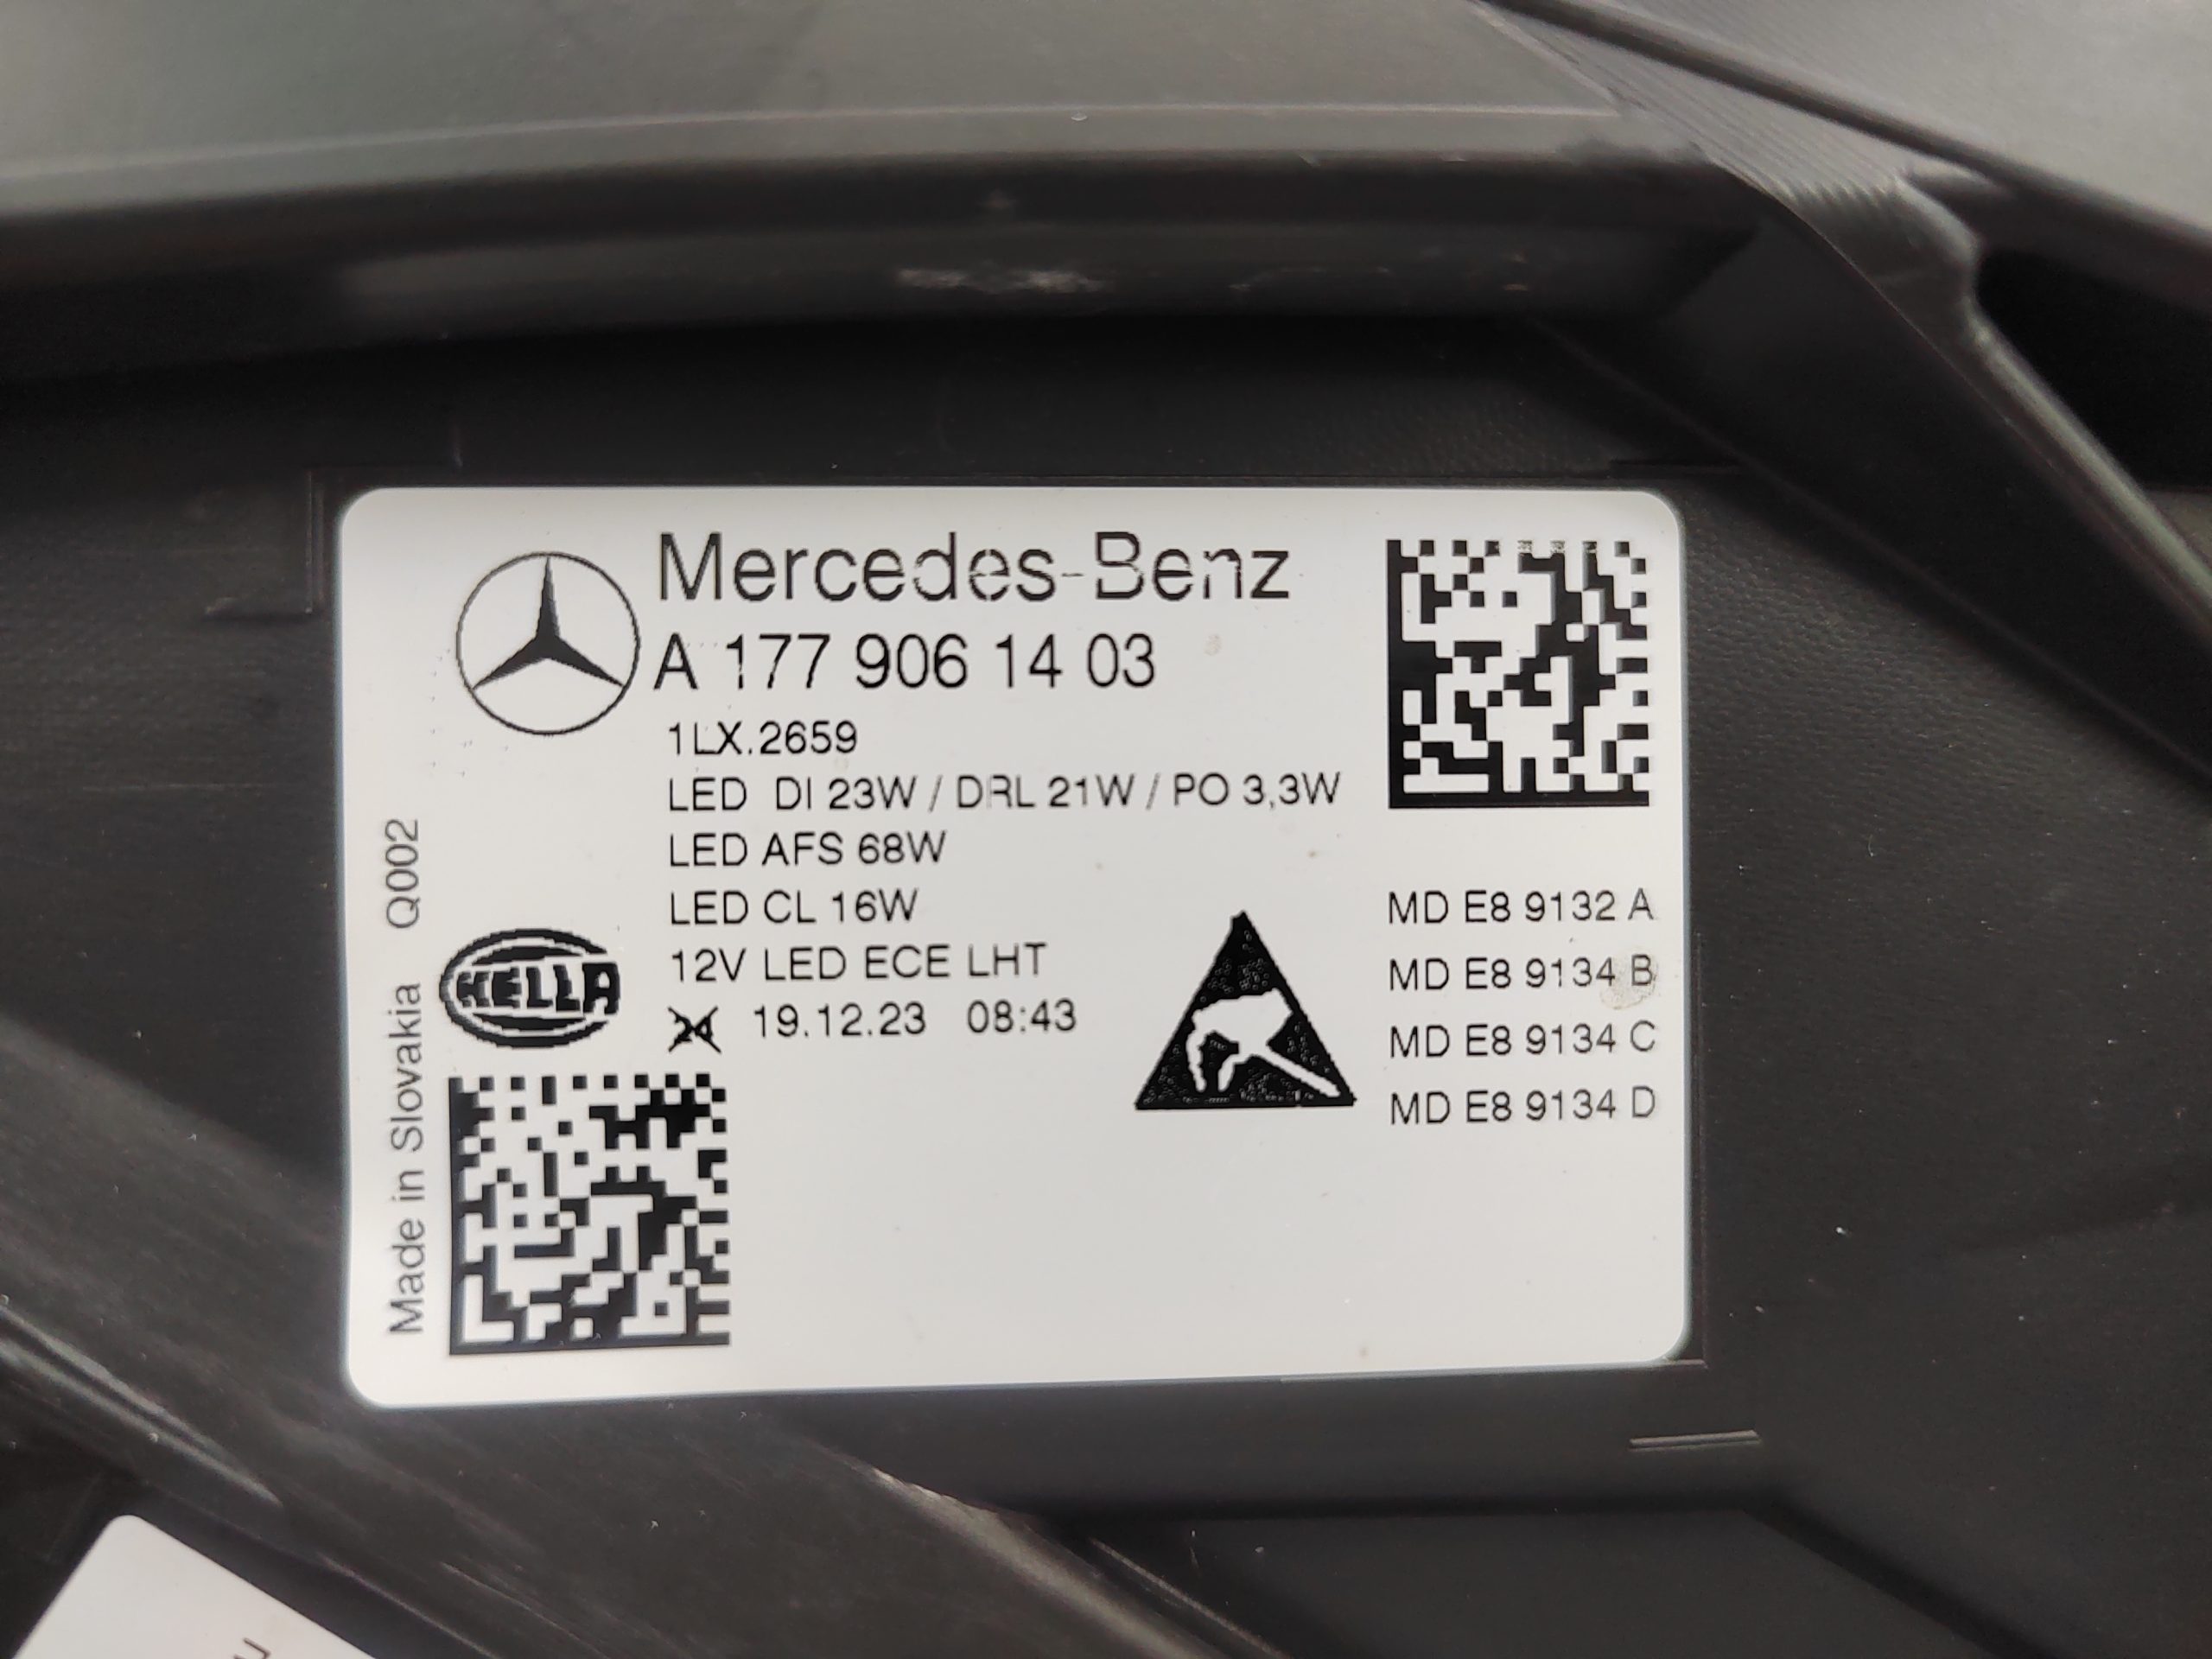 Mercedes-Benz
A 177 906 14 03
1LX.2659
LED DI 23W / DRL 21W / PO 3,3W
LED AFS 68W
LED CL 16W
12V LED ECE LHT
24 19.12.23 08:43
HELLA
Made in Slovakia Q002
MD E8 9132 A
MD E8 9134 B
MD E8 9134 C
MD E8 9134 D